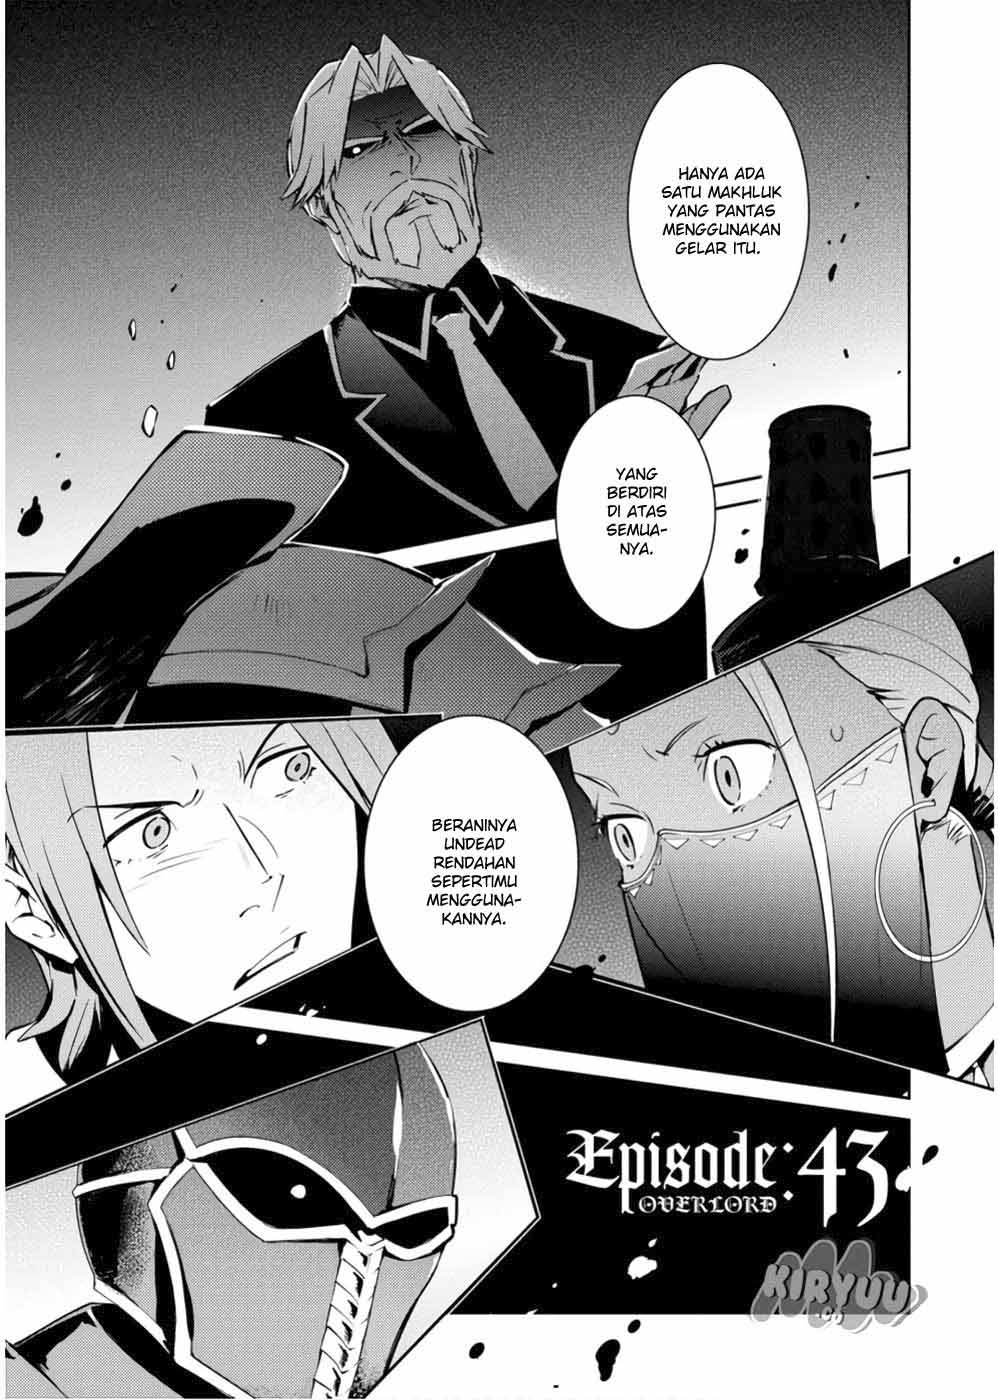 HANYA ADA
SATU MAKHLUK
YANG PANTAS
MENGGUNAKAN
GELAR ITU.
YANG
BERDIRI
DI ATAS
SEMUA-
NYA.
BERANINYA
UNDEAD
RENDAHAN
SEPERTIMU
MENGGUNA-
KANNYA.
Episode:43
OVERLORD
KIRYUU
.co